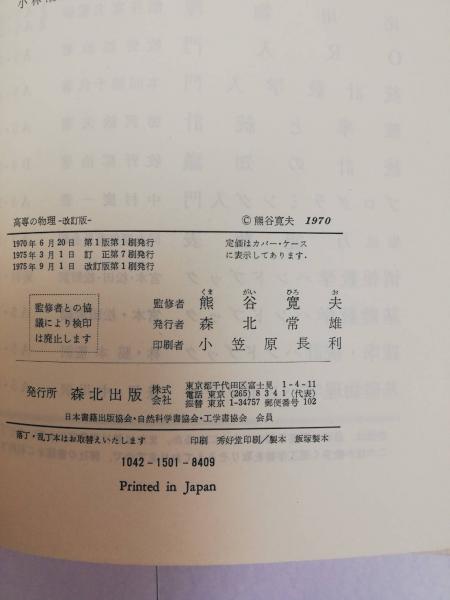 高専の物理 -改訂版-
© 熊谷寛夫 1970
1970年6月20日 第1版第1刷発行
1975年3月1日 訂正第7刷発行
1975年9月1日 改訂版第1刷発行
定価はカバー・ケース
に表示してあります.
監修者との協
議により検印
は廃止します
くま がい ひろ お
監修者 熊谷寛夫
発行者 森北常雄
印刷者 小笠原長利
発行所 森北出版 株式会社
東京都千代田区富士見 1-4-11
電話 東京 (265) 8341 (代表)
振替 東京 1-34757 郵便番号 102
日本書籍出版協会・自然科学書協会・工学書協会 会員
落丁・乱丁本はお取替えいたします
印刷 秀好堂印刷/製本 飯塚製本
1042-1501-8409
Printed in Japan